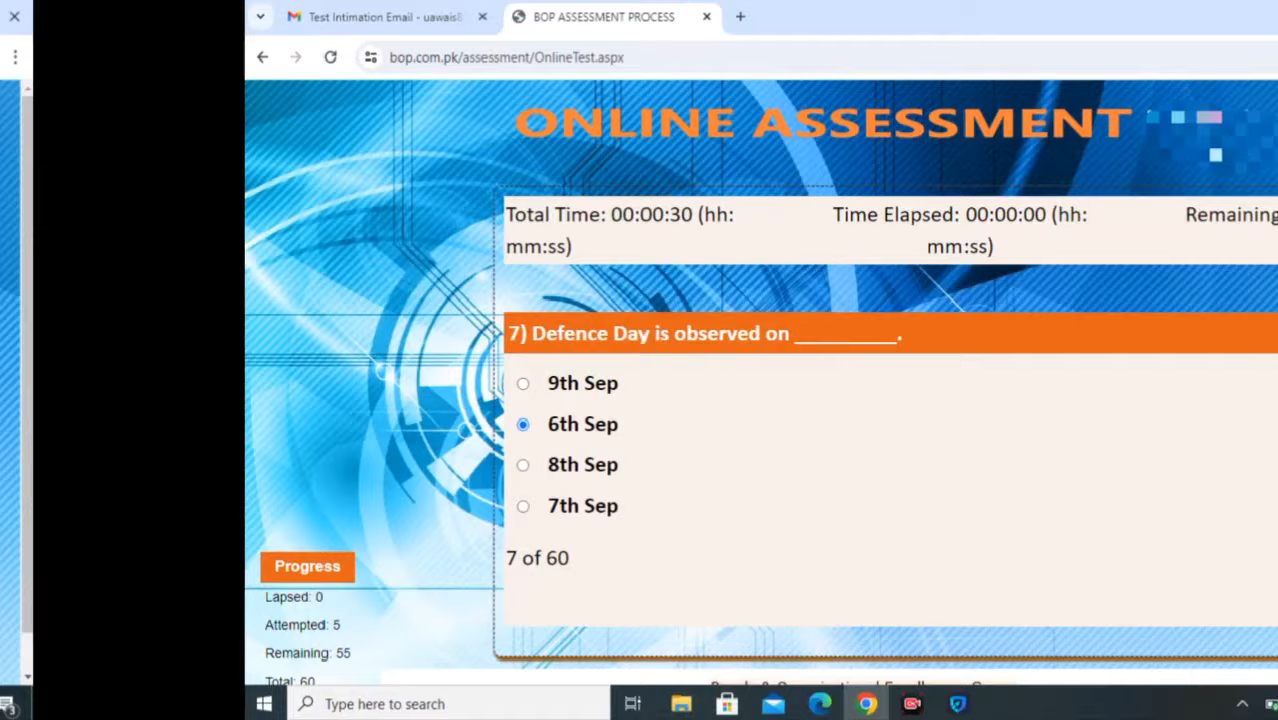 Test Intimation Email - uawais8
BOP ASSESSMENT PROCESS
bop.com.pk/assessment/OnlineTest.aspx
ONLINE ASSESSMENT
Total Time: 00:00:30 (hh:
mm:ss)
Time Elapsed: 00:00:00 (hh:
mm:ss)
Remaining
7) Defence Day is observed on __________.
9th Sep
6th Sep
8th Sep
7th Sep
7 of 60
Progress
Lapsed: 0
Attempted: 5
Remaining: 55
Total: 60
Type here to search
3